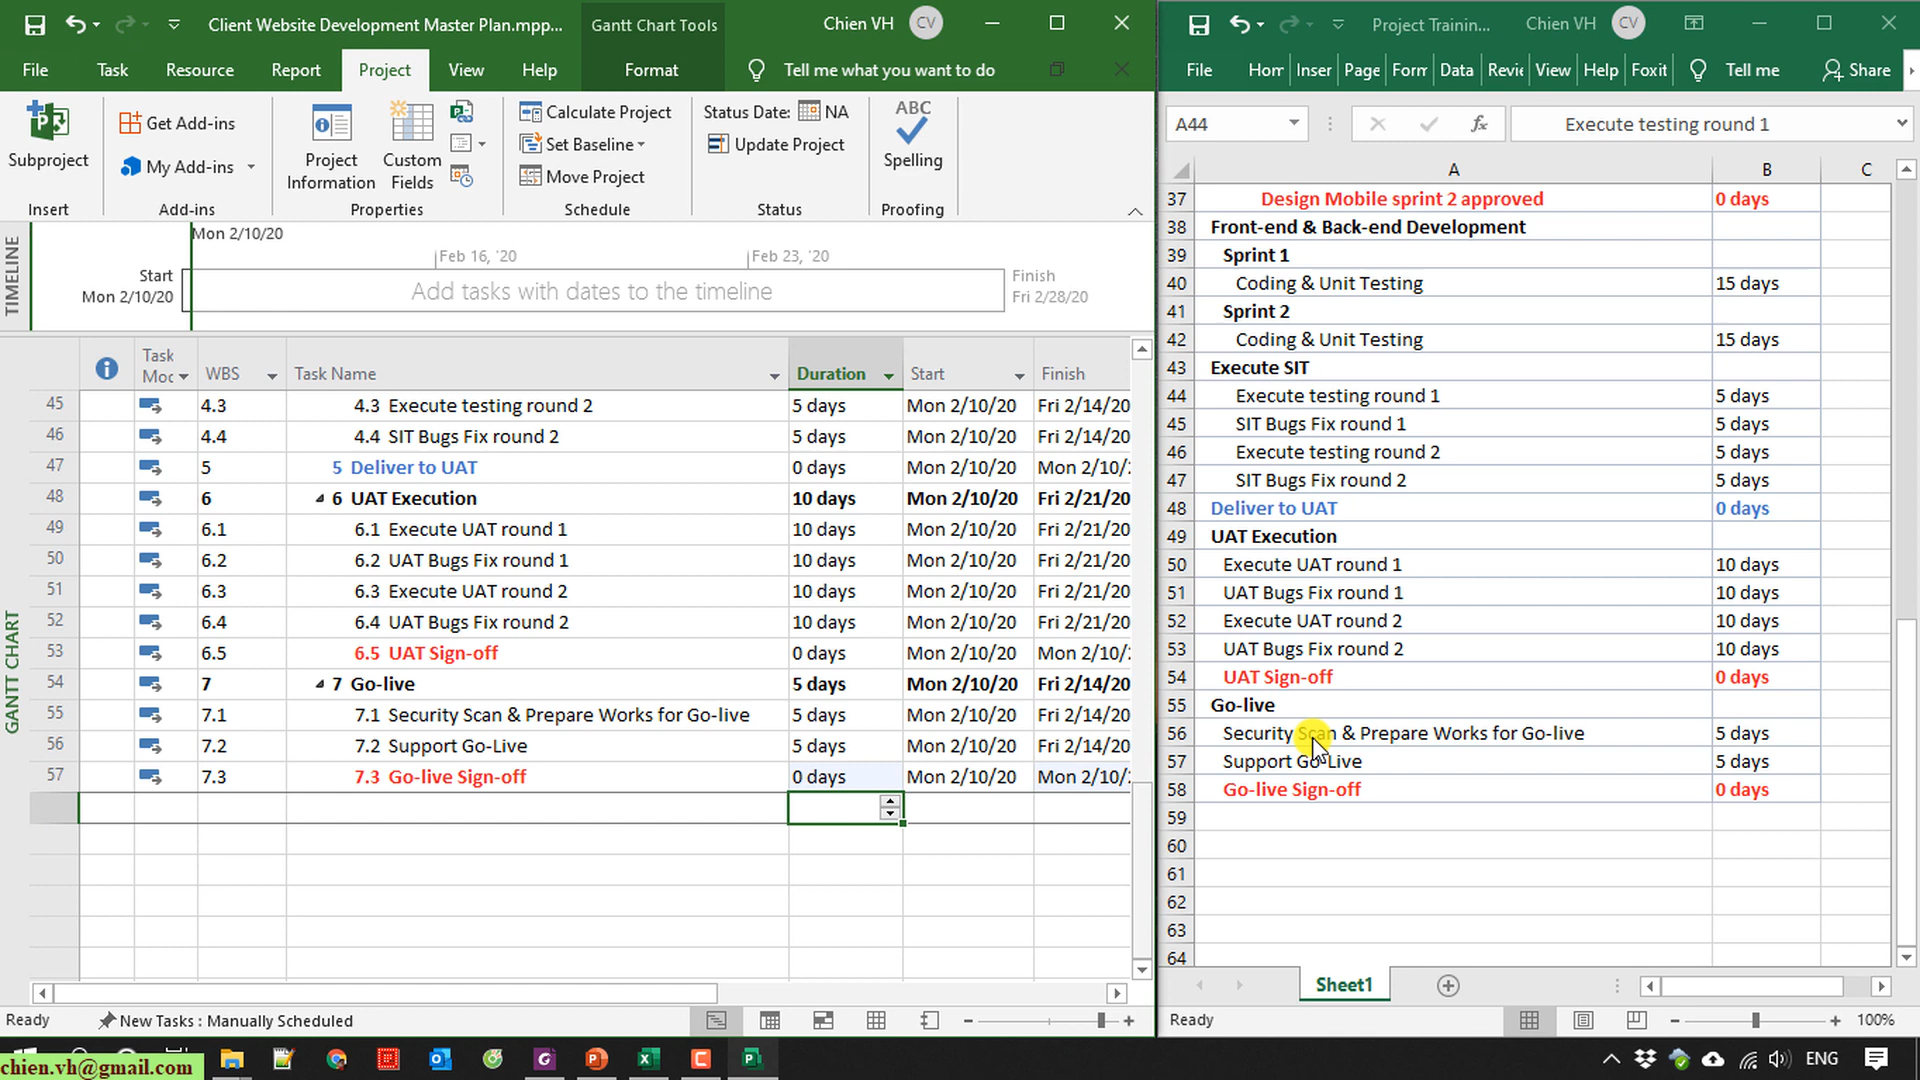 Client Website Development Master Plan.mpp...
Gantt Chart Tools
Chien VH
CV
File
Task
Resource
Report
Project
View
Help
Format
Tell me what you want to do
Subproject
Get Add-ins
My Add-ins
Project Information
Custom Fields
Calculate Project
Set Baseline
Move Project
Status Date:
NA
Update Project
ABC
Spelling
Insert
Add-ins
Properties
Schedule
Status
Proofing
TIMELINE
Mon 2/10/20
Feb 16, '20
Feb 23, '20
Start
Mon 2/10/20
Add tasks with dates to the timeline
Finish
Fri 2/28/20
GANTT CHART
Task Moc
WBS
Task Name
Duration
Start
Finish
45 4.3 4.3 Execute testing round 2 5 days Mon 2/10/20 Fri 2/14/20
46 4.4 4.4 SIT Bugs Fix round 2 5 days Mon 2/10/20 Fri 2/14/20
47 5 5 Deliver to UAT 0 days Mon 2/10/20 Mon 2/10/
48 6 6 UAT Execution 10 days Mon 2/10/20 Fri 2/21/20
49 6.1 6.1 Execute UAT round 1 10 days Mon 2/10/20 Fri 2/21/20
50 6.2 6.2 UAT Bugs Fix round 1 10 days Mon 2/10/20 Fri 2/21/20
51 6.3 6.3 Execute UAT round 2 10 days Mon 2/10/20 Fri 2/21/20
52 6.4 6.4 UAT Bugs Fix round 2 10 days Mon 2/10/20 Fri 2/21/20
53 6.5 6.5 UAT Sign-off 0 days Mon 2/10/20 Mon 2/10/
54 7 7 Go-live 5 days Mon 2/10/20 Fri 2/14/20
55 7.1 7.1 Security Scan & Prepare Works for Go-live 5 days Mon 2/10/20 Fri 2/14/20
56 7.2 7.2 Support Go-Live 5 days Mon 2/10/20 Fri 2/14/20
57 7.3 7.3 Go-live Sign-off 0 days Mon 2/10/20 Mon 2/10/
Ready
New Tasks : Manually Scheduled
Project Trainin...
Chien VH
CV
File
Hom
Inser
Page
Form
Data
Revie
View
Help
Foxit
Tell me
Share
A44
fx
Execute testing round 1
A
B
C
37 Design Mobile sprint 2 approved 0 days
38 Front-end & Back-end Development
39 Sprint 1
40 Coding & Unit Testing 15 days
41 Sprint 2
42 Coding & Unit Testing 15 days
43 Execute SIT
44 Execute testing round 1 5 days
45 SIT Bugs Fix round 1 5 days
46 Execute testing round 2 5 days
47 SIT Bugs Fix round 2 5 days
48 Deliver to UAT 0 days
49 UAT Execution
50 Execute UAT round 1 10 days
51 UAT Bugs Fix round 1 10 days
52 Execute UAT round 2 10 days
53 UAT Bugs Fix round 2 10 days
54 UAT Sign-off 0 days
55 Go-live
56 Security Scan & Prepare Works for Go-live 5 days
57 Support Go-Live 5 days
58 Go-live Sign-off 0 days
59
60
61
62
63
64
Sheet1
Ready
100%
chien.vh@gmail.com
ENG